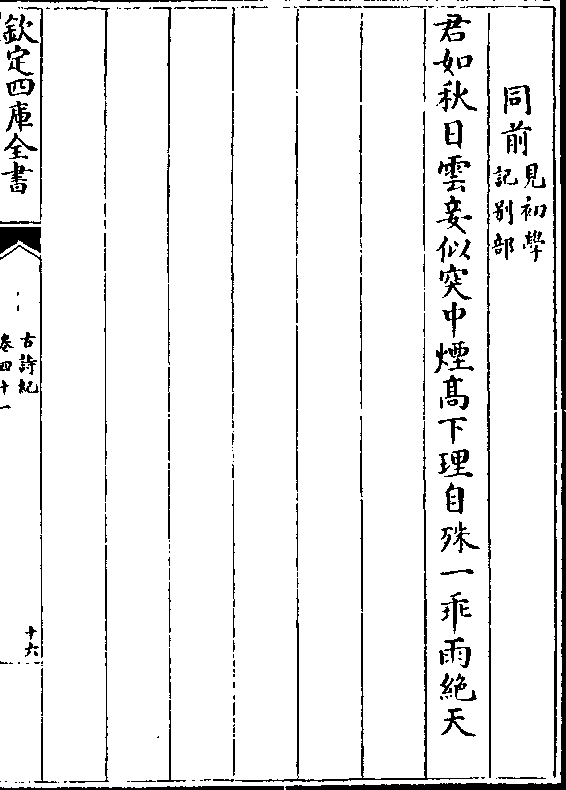 同前見初學
記別部
君如秋日雲妾似突中煙髙下理自殊一乖雨絶天
欽定四庫全書
古詩紀
卷四十一
十六